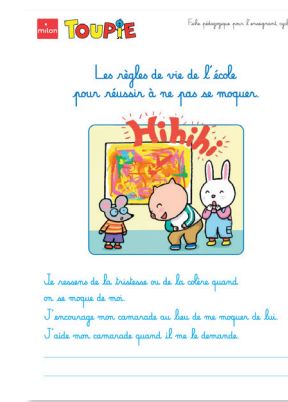 milan TOUPIE
Fiche pédagogique pour l'enseignant
Les règles de vie de l'école
pour réussir à ne pas se moquer.
Hihihi
Je ressens de la tristesse ou de la colère quand
on se moque de moi.
J'encourage mon camarade au lieu de me moquer de lui.
J'aide mon camarade quand il me le demande.